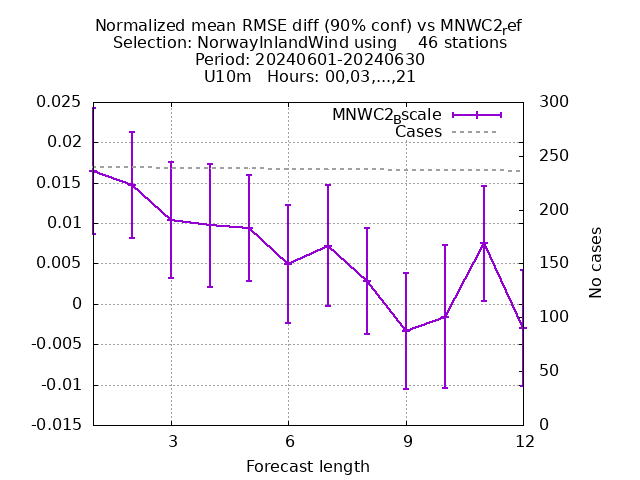 Normalized mean RMSE diff (90% conf) vs MNWC2ref
Selection: NorwayInlandWind using 46 stations
Period: 20240601-20240630
U10m Hours: 00,03,...,21
MNWC2Bscale
Cases
0.025
0.02
0.015
0.01
0.005
0
-0.005
-0.01
-0.015
300
250
200
150
100
50
0
No cases
3 6 9 12
Forecast length